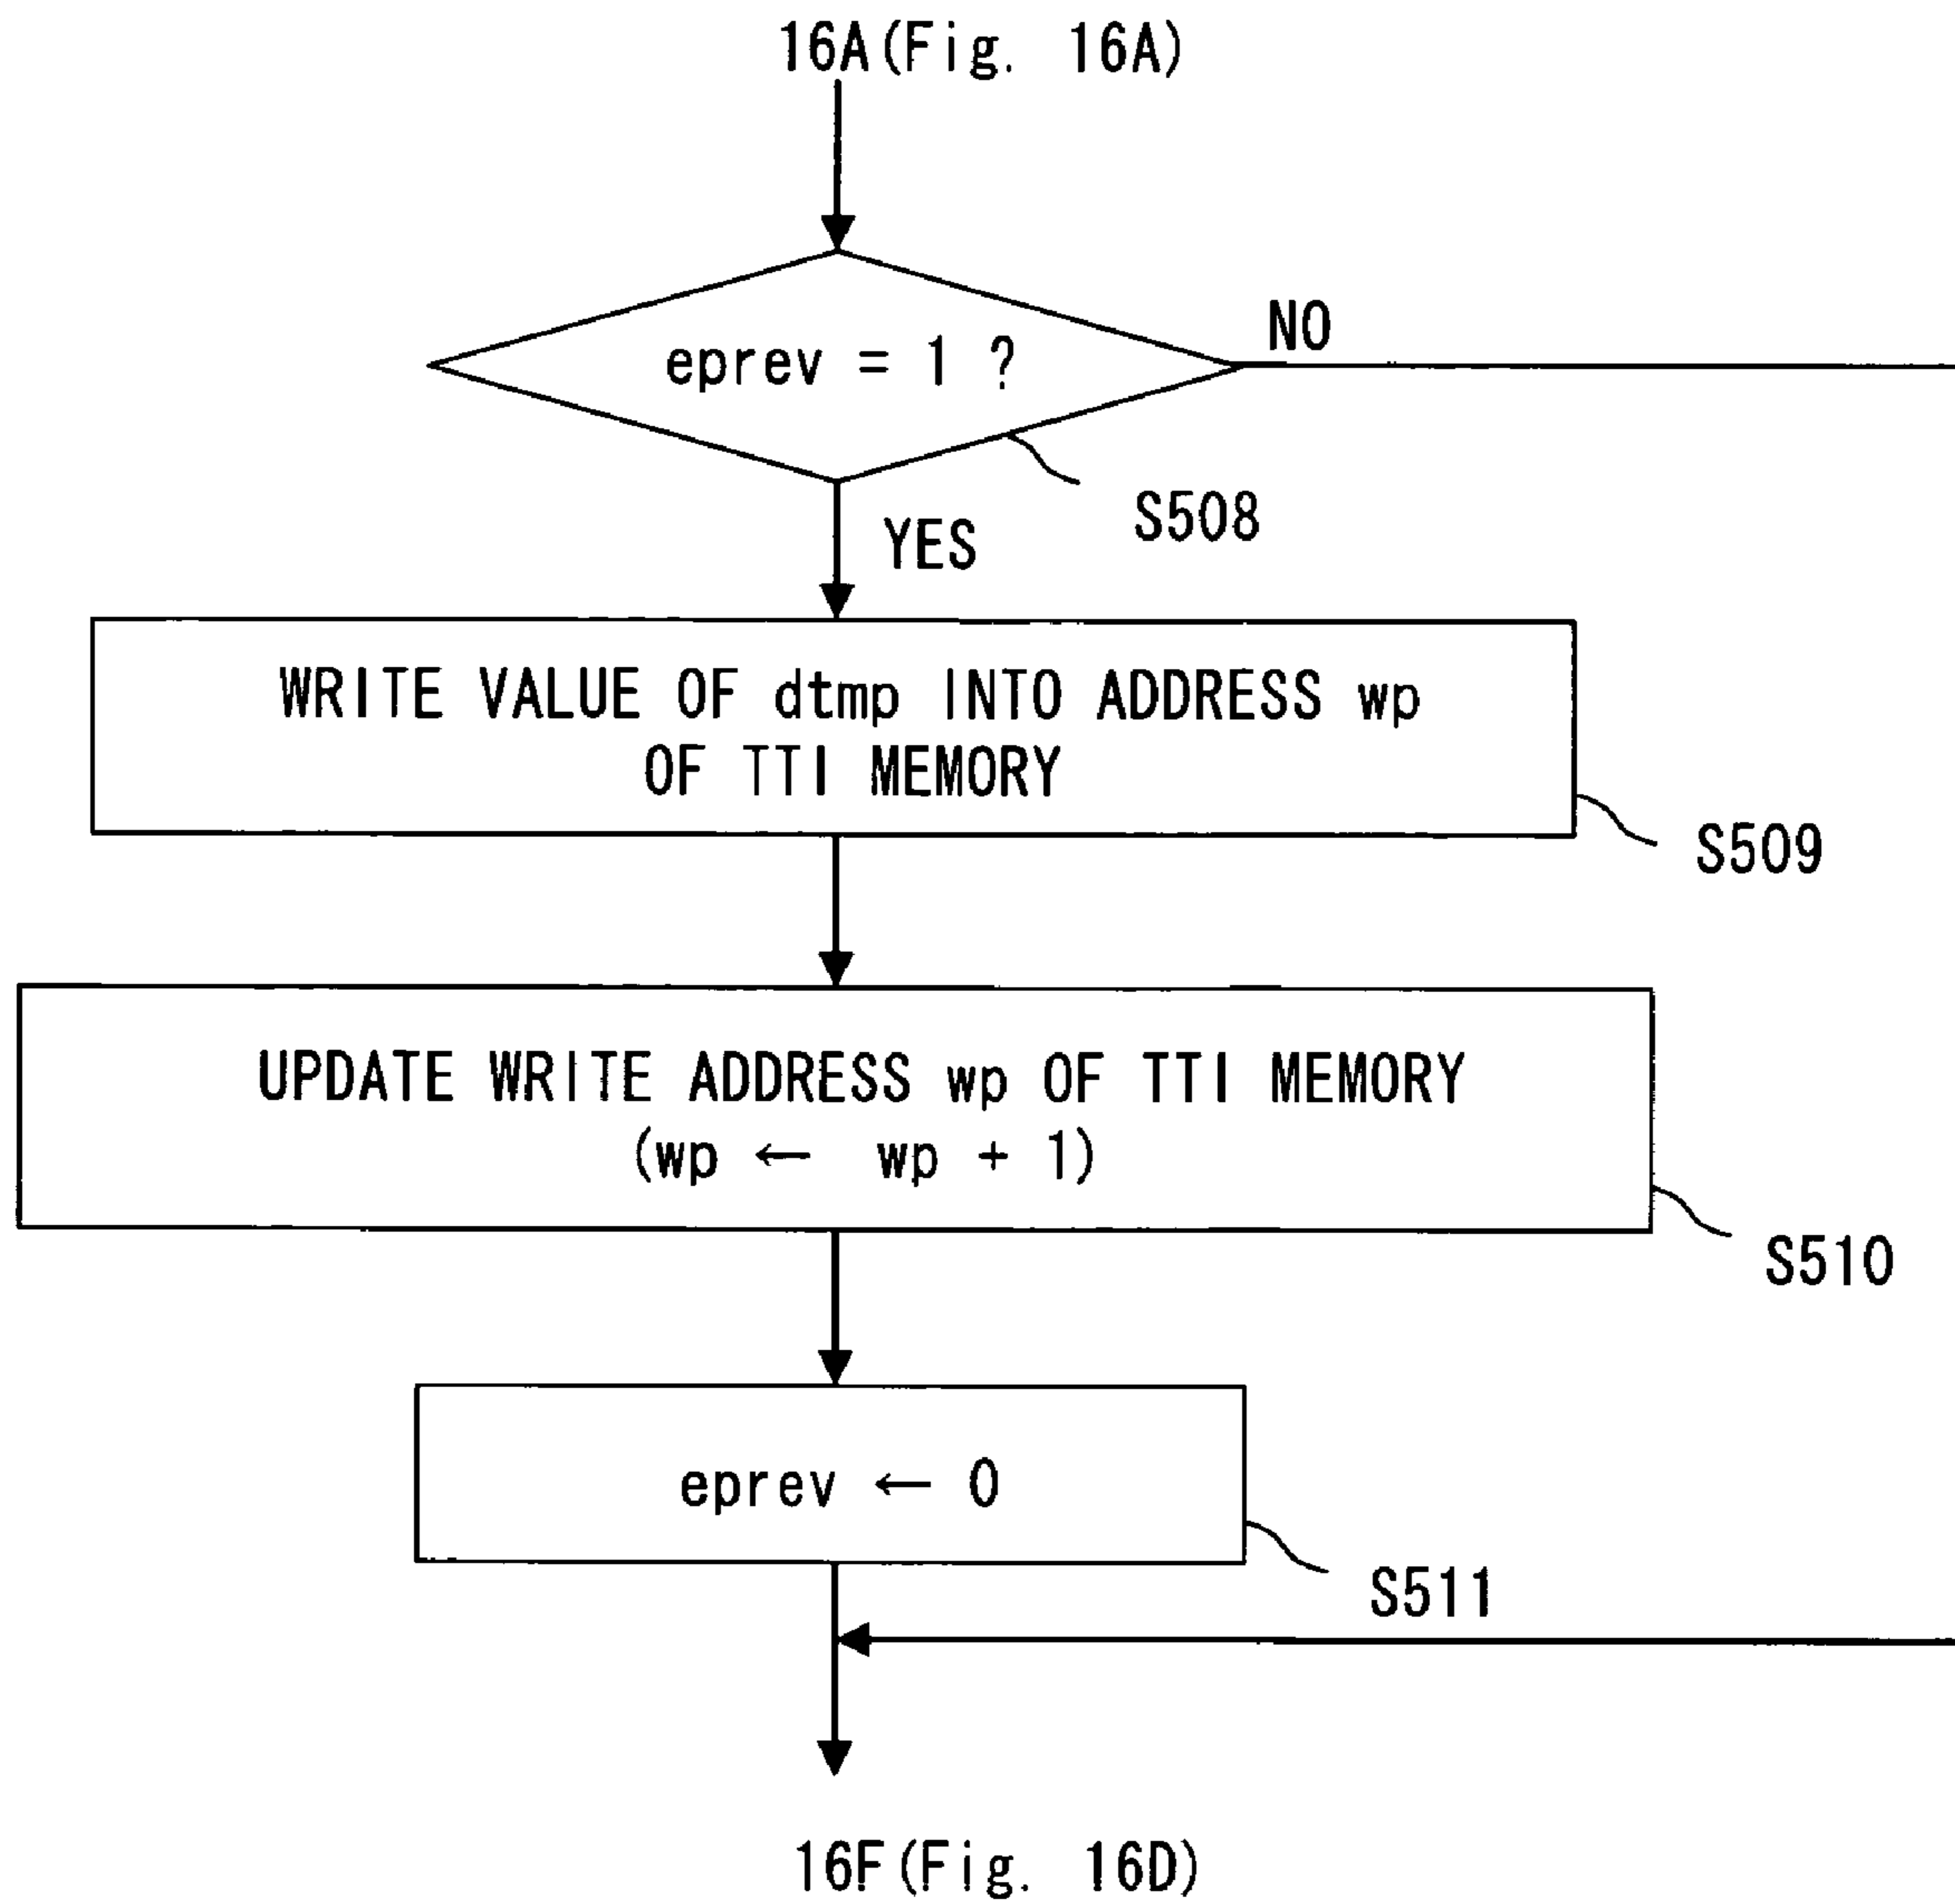 16A(Fig. 16A)
eprev = 1 ?
NO
S508
YES
WRITE VALUE OF dtmp INTO ADDRESS wp
OF TTI MEMORY
S509
UPDATE WRITE ADDRESS wp OF TTI MEMORY
(wp ← wp + 1)
S510
eprev ← 0
S511
16F(Fig. 16D)